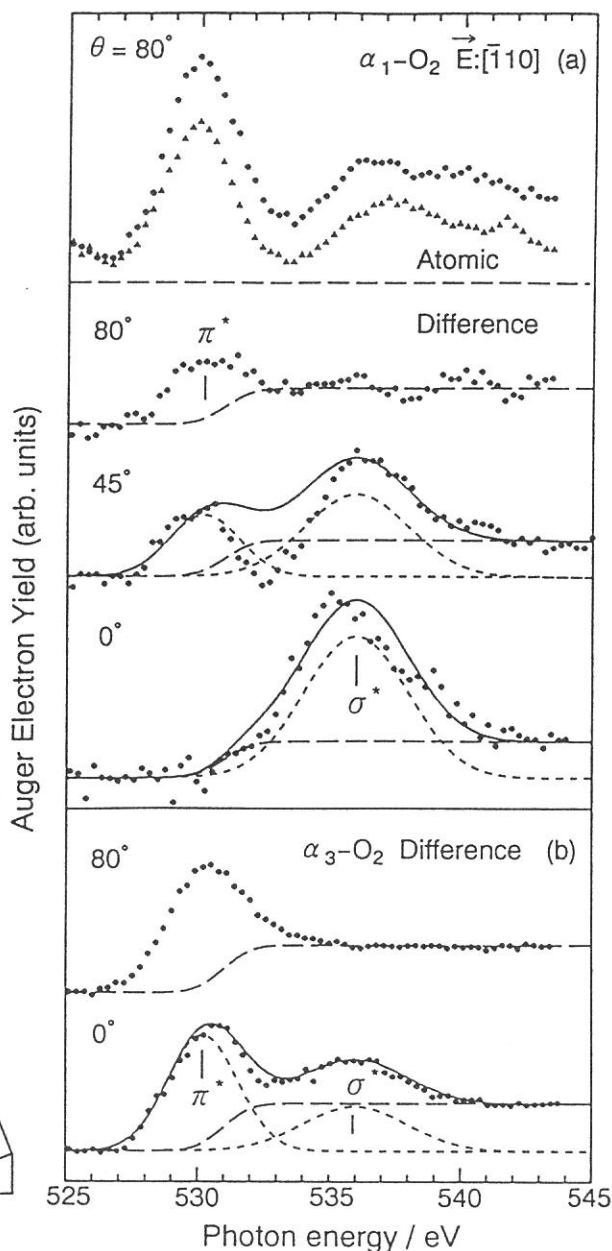 θ = 80° α₁-O₂ E⃗:[1̄10] (a)
Atomic
80° π* Difference
45°
0°
σ*
80° α₃-O₂ Difference (b)
0°
π* σ*
525 530 535 540 545
Photon energy / eV
Auger Electron Yield (arb. units)